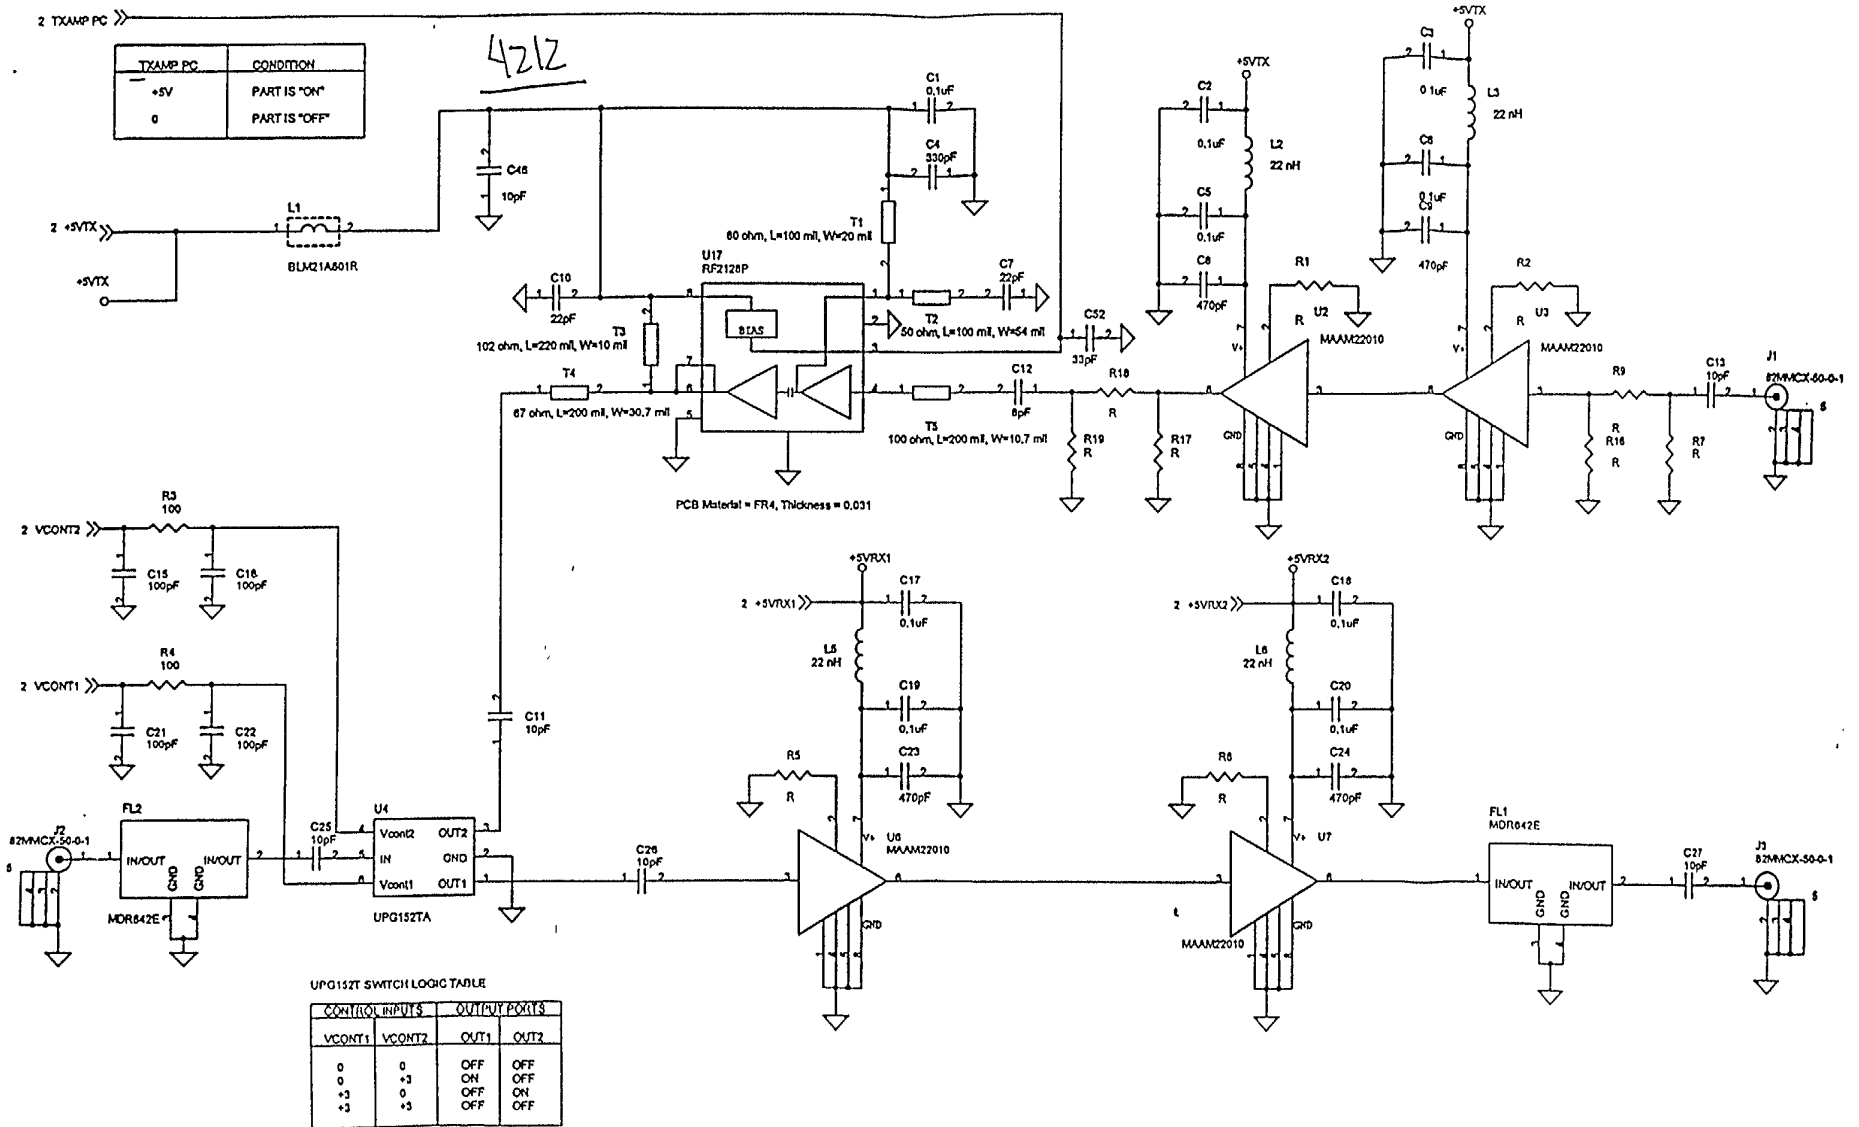 2 TXAMP PC
TXAMP PC CONDITION
+5V PART IS "ON"
0 PART IS "OFF"
4212
C46
10pF
2 +5VTX
L1
1 2
BLM21A601R
+5VTX
C1
0.1uF
C4
330pF
T1
60 ohm, L=100 mil, W=20 mil
U17
RF2126P
C10
22pF
BIAS
T2
50 ohm, L=100 mil, W=54 mil
C7
22pF
C52
33pF
T3
102 ohm, L=220 mil, W=10 mil
T4
67 ohm, L=200 mil, W=30.7 mil
T5
100 ohm, L=200 mil, W=10.7 mil
C12
6pF
PCB Material = FR4, Thickness = 0.031
R18
R
R19
R
R17
R
+5VTX
C2
0.1uF
L2
22 nH
C5
0.1uF
C6
470pF
R1
R
U2
MAAM22010
V+
GND
+5VTX
C3
0.1uF
L3
22 nH
C8
0.1uF
C9
470pF
R2
R
U3
MAAM22010
V+
GND
R9
R
R16
R
R7
R
C13
10pF
J1
82MMCX-50-0-1
2 VCONT2
R3
100
C15
100pF
C16
100pF
2 VCONT1
R4
100
C21
100pF
C22
100pF
C11
10pF
J2
82MMCX-50-0-1
FL2
IN/OUT IN/OUT
GND GND
MDR642E
C25
10pF
U4
Vcont2 OUT2
IN GND
Vcont1 OUT1
UPG152TA
C26
10pF
+5VRX1
2 +5VRX1
C17
0.1uF
L5
22 nH
C19
0.1uF
C23
470pF
R5
R
V+
U6
MAAM22010
GND
+5VRX2
2 +5VRX2
C18
0.1uF
L6
22 nH
C20
0.1uF
C24
470pF
R6
R
V+
U7
MAAM22010
GND
FL1
MDR642E
IN/OUT IN/OUT
GND GND
C27
10pF
J3
82MMCX-50-0-1
UPG152T SWITCH LOGIC TABLE
CONTROL INPUTS OUTPUT PORTS
VCONT1 VCONT2 OUT1 OUT2
0 0 OFF OFF
0 +3 ON OFF
+3 0 OFF ON
+3 +3 OFF OFF